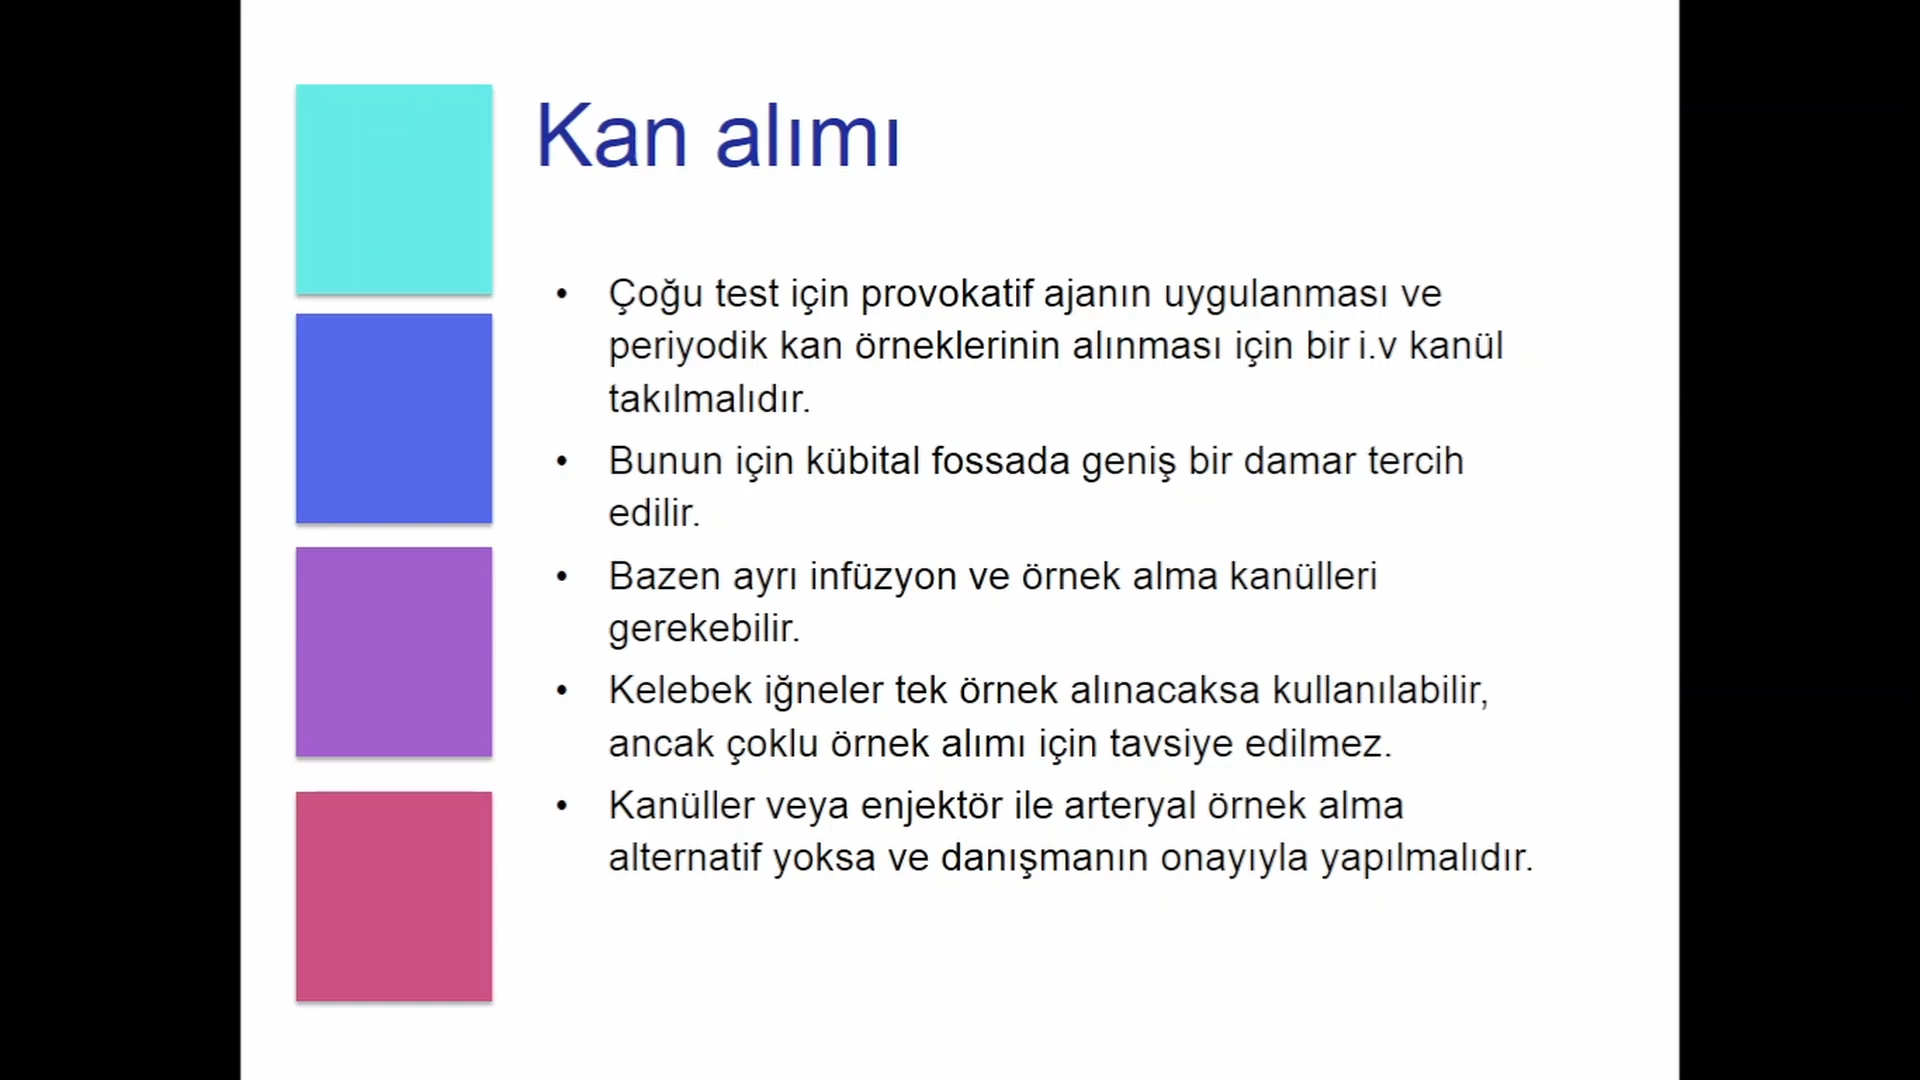 Kan alımı
• Çoğu test için provokatif ajanın uygulanması ve
periyodik kan örneklerinin alınması için bir i.v kanül
takılmalıdır.
• Bunun için kübital fossada geniş bir damar tercih
edilir.
• Bazen ayrı infüzyon ve örnek alma kanülleri
gerekebilir.
• Kelebek iğneler tek örnek alınacaksa kullanılabilir,
ancak çoklu örnek alımı için tavsiye edilmez.
• Kanüller veya enjektör ile arteryal örnek alma
alternatif yoksa ve danışmanın onayıyla yapılmalıdır.